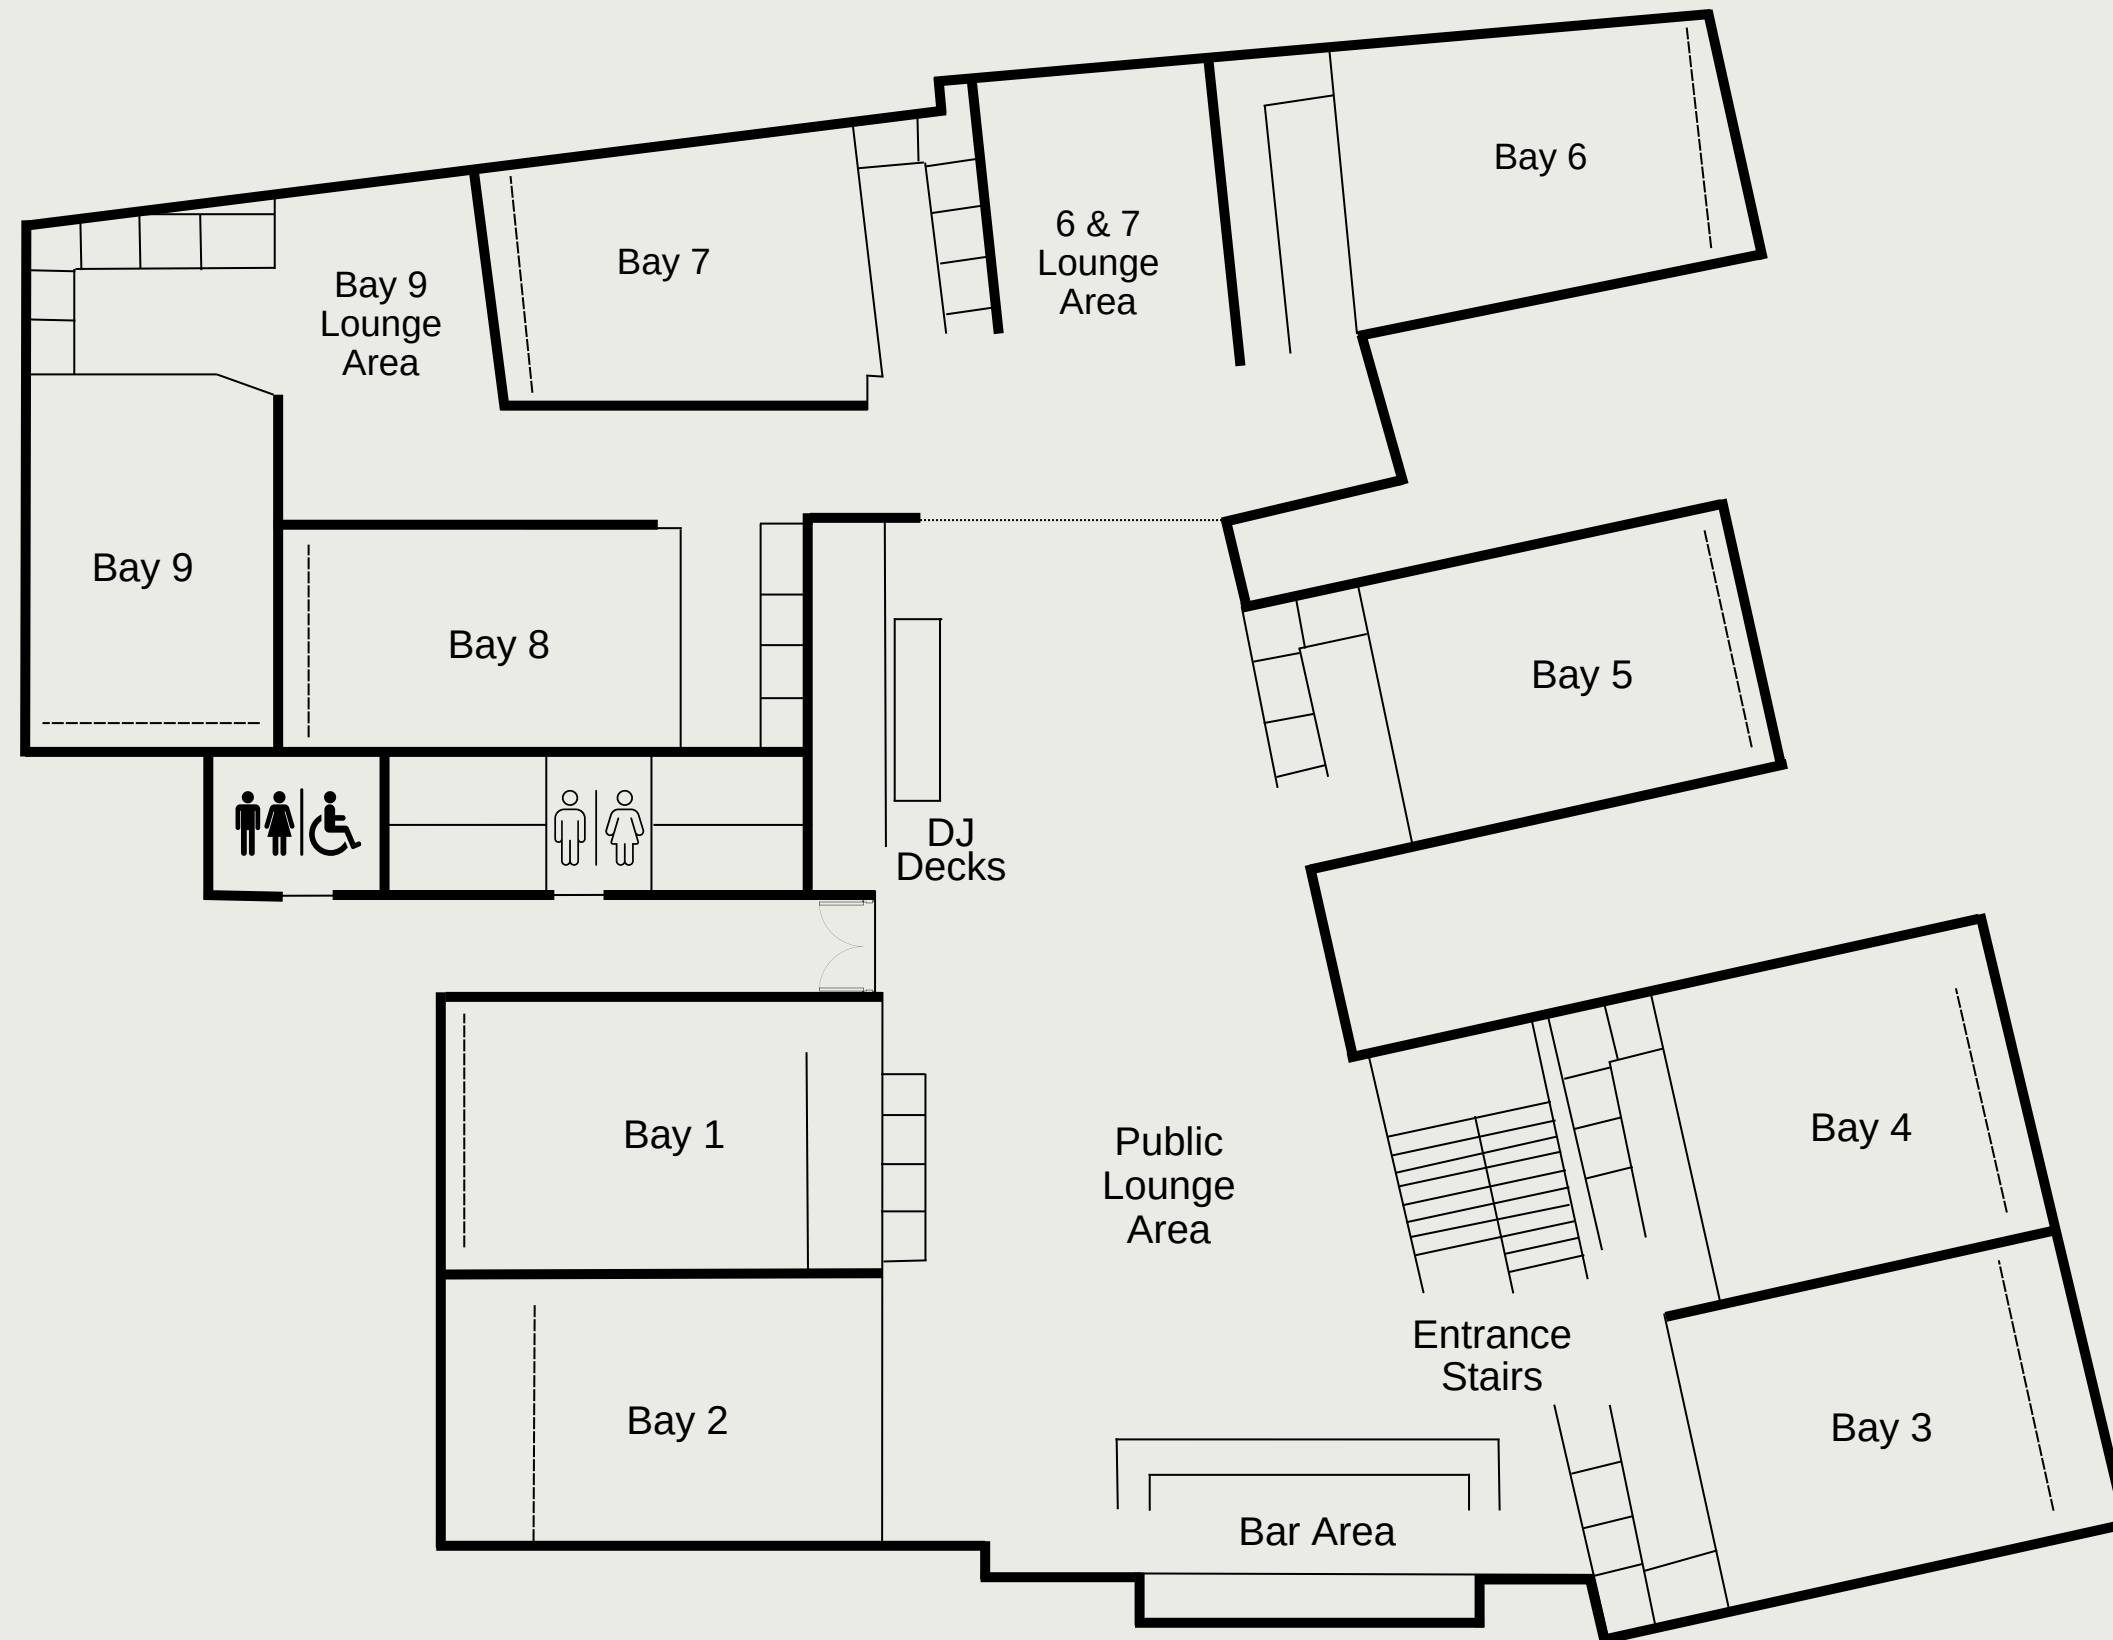 Bay 6
6 & 7
Lounge
Area
Bay 7
Bay 9
Lounge
Area
Bay 9
Bay 8
Bay 5
DJ
Decks
Bay 4
Bay 1
Public
Lounge
Area
Entrance
Stairs
Bay 2
Bay 3
Bar Area